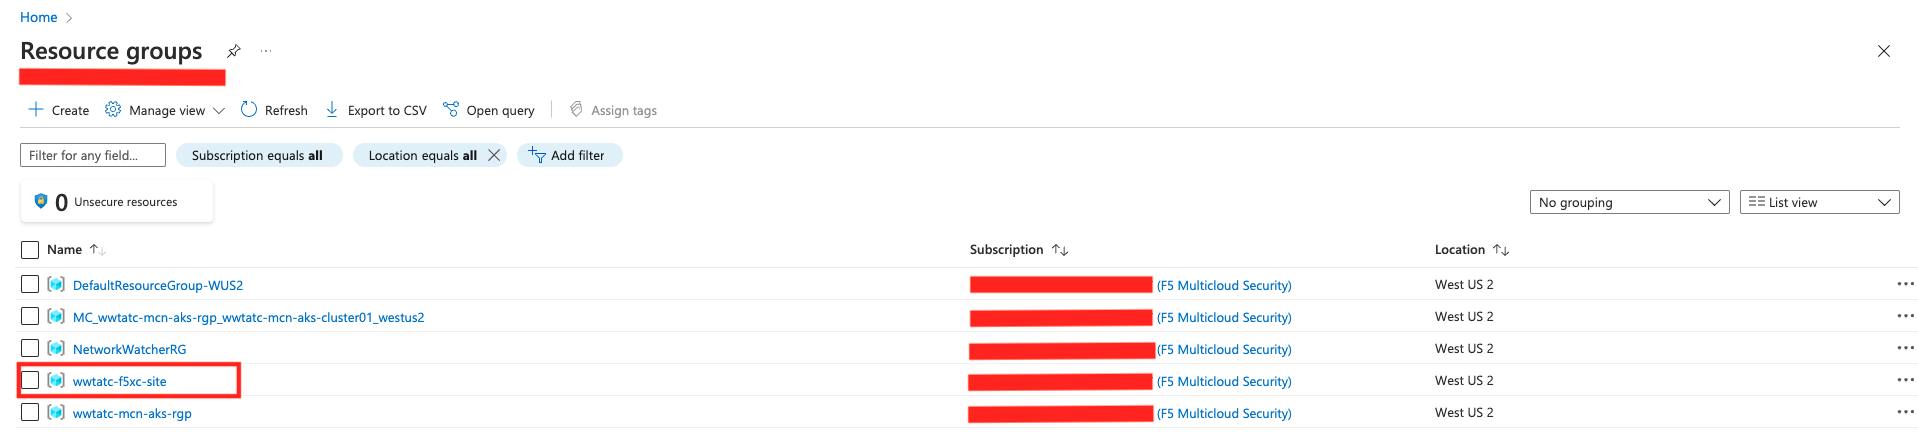 Home
Resource groups
Create Manage view Refresh Export to CSV Open query Assign tags
Filter for any field... Subscription equals all Location equals all Add filter
0 Unsecure resources
No grouping List view
Name Subscription Location
DefaultResourceGroup-WUS2 (F5 Multicloud Security) West US 2
MC_wwtatc-mcn-aks-rgp_wwtatc-mcn-aks-cluster01_westus2 (F5 Multicloud Security) West US 2
NetworkWatcherRG (F5 Multicloud Security) West US 2
wwtatc-f5xc-site (F5 Multicloud Security) West US 2
wwtatc-mcn-aks-rgp (F5 Multicloud Security) West US 2